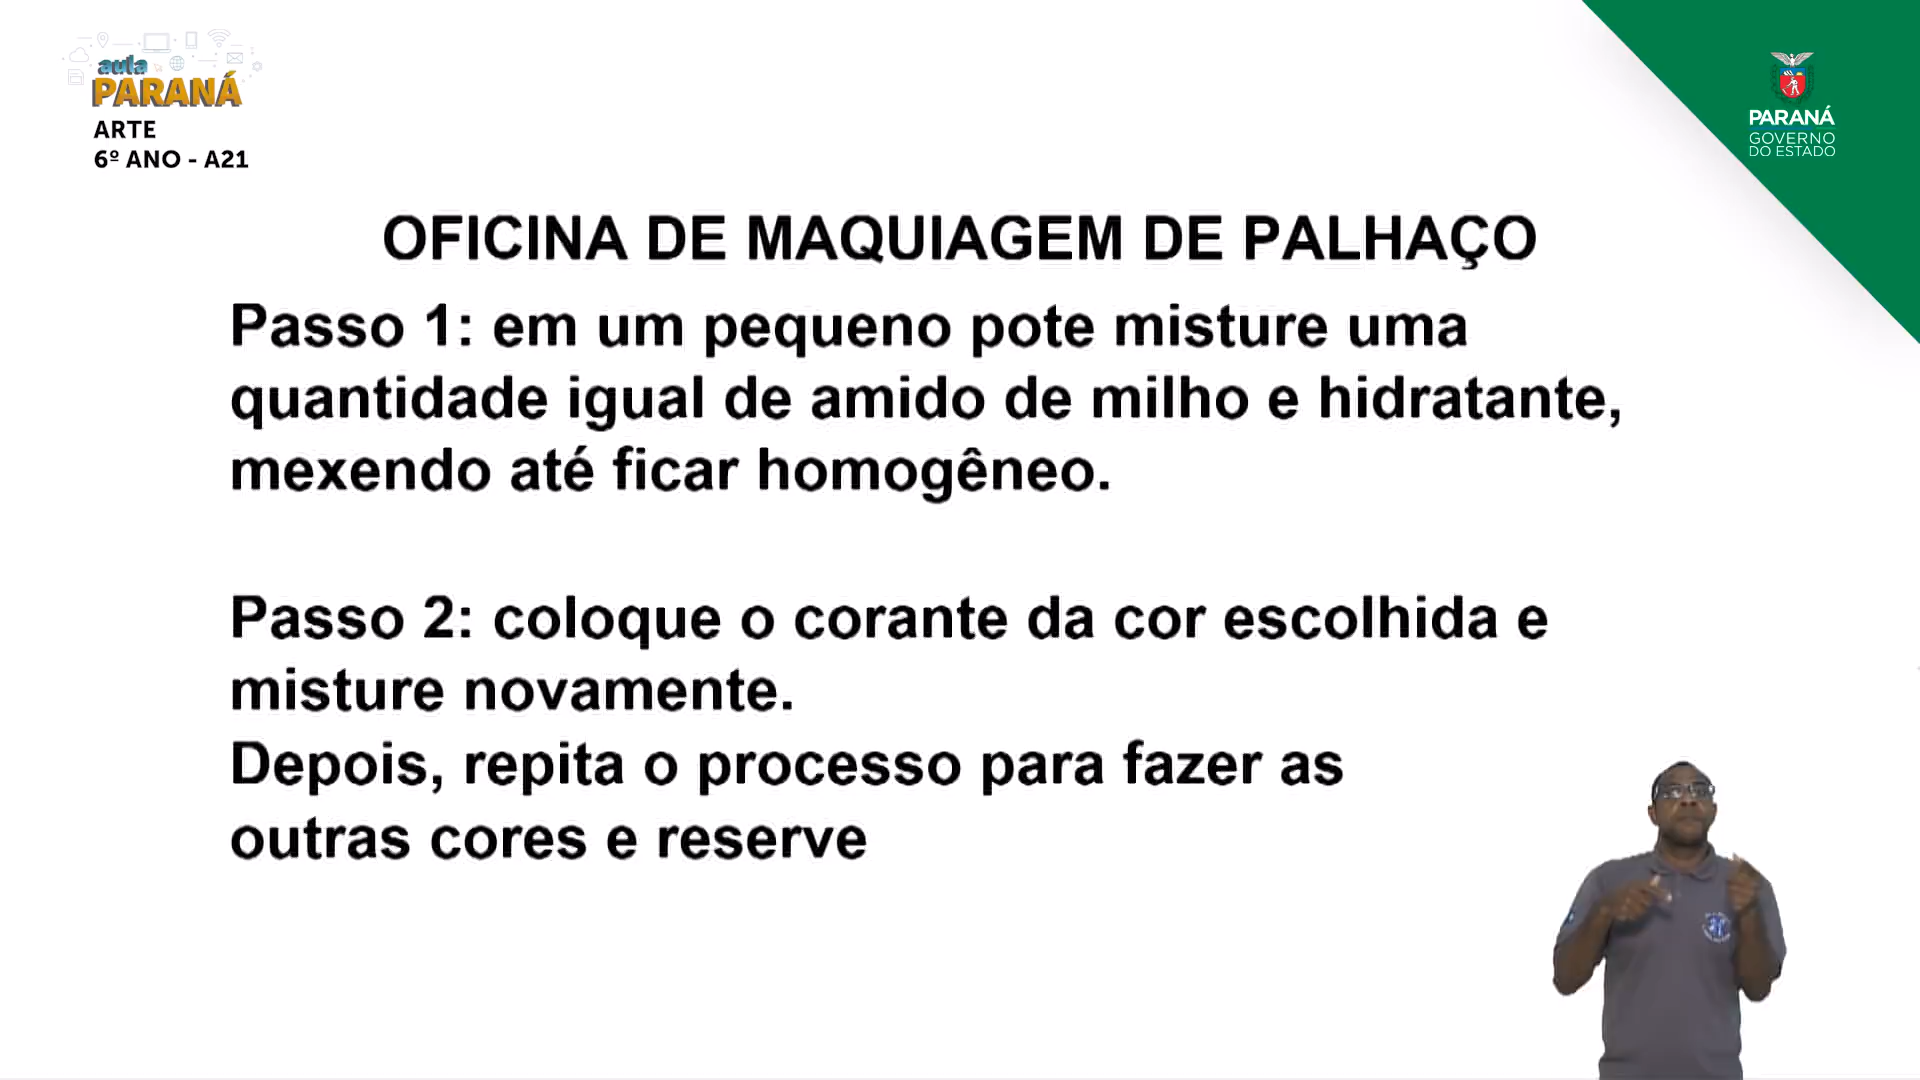 aula
PARANÁ
ARTE
6º ANO - A21
PARANÁ
GOVERNO
DO ESTADO
OFICINA DE MAQUIAGEM DE PALHAÇO
Passo 1: em um pequeno pote misture uma
quantidade igual de amido de milho e hidratante,
mexendo até ficar homogêneo.
Passo 2: coloque o corante da cor escolhida e
misture novamente.
Depois, repita o processo para fazer as
outras cores e reserve